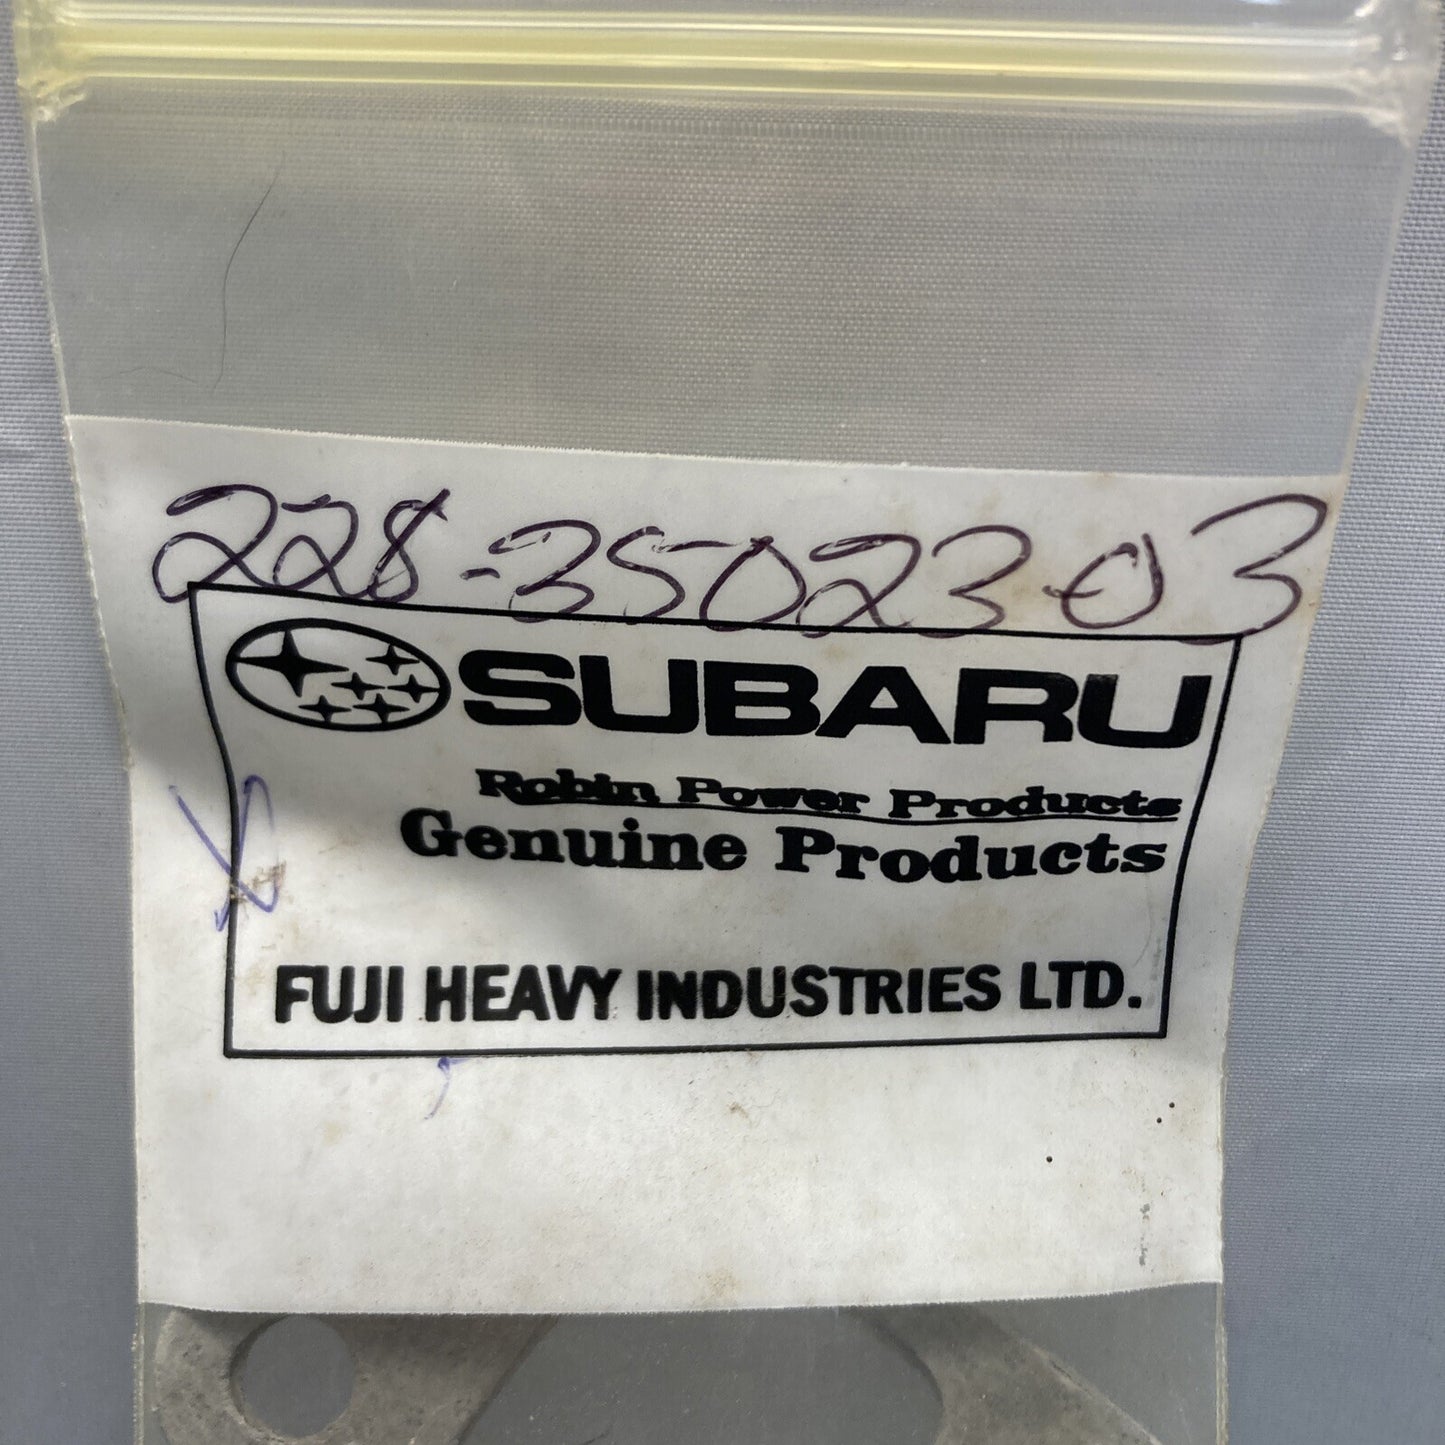 228-35023-03
SUBARU
Robin Power Products
Genuine Products
FUJI HEAVY INDUSTRIES LTD.